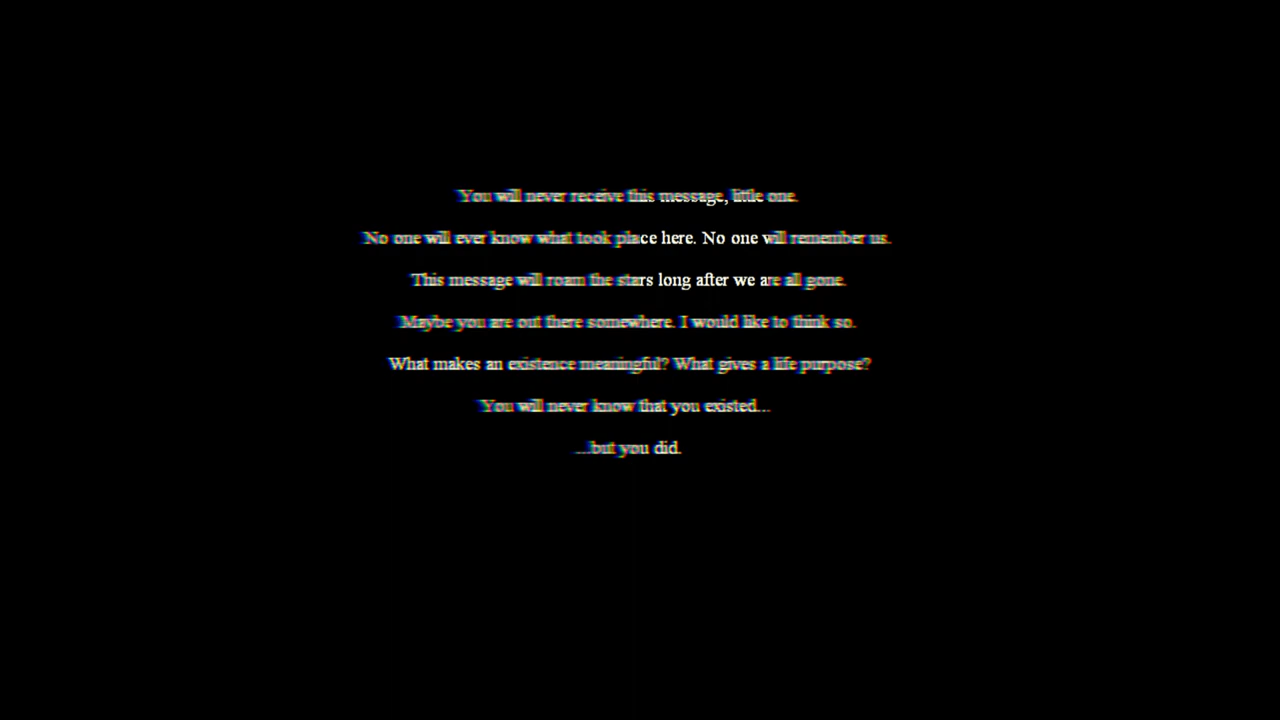 You will never receive this message, little one.
No one will ever know what took place here. No one will remember us.
This message will roam the stars long after we are all gone.
Maybe you are out there somewhere. I would like to think so.
What makes an existence meaningful? What gives a life purpose?
You will never know that you existed...
...but you did.